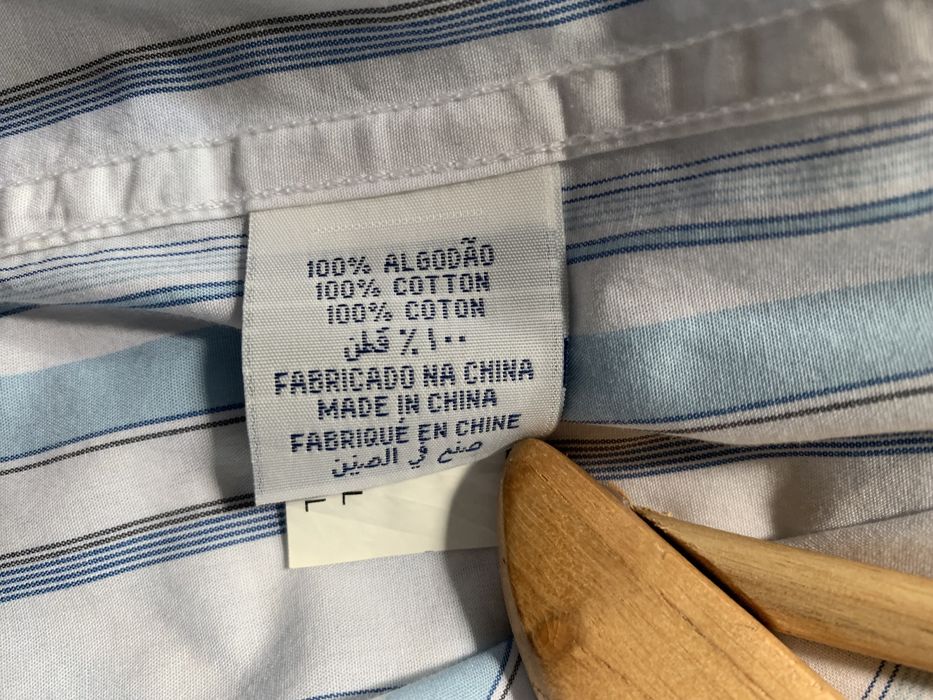 100% ALGODÃO
100% COTTON
100% COTON
١٠٠٪ قطن
FABRICADO NA CHINA
MADE IN CHINA
FABRIQUÉ EN CHINE
صنع في الصين